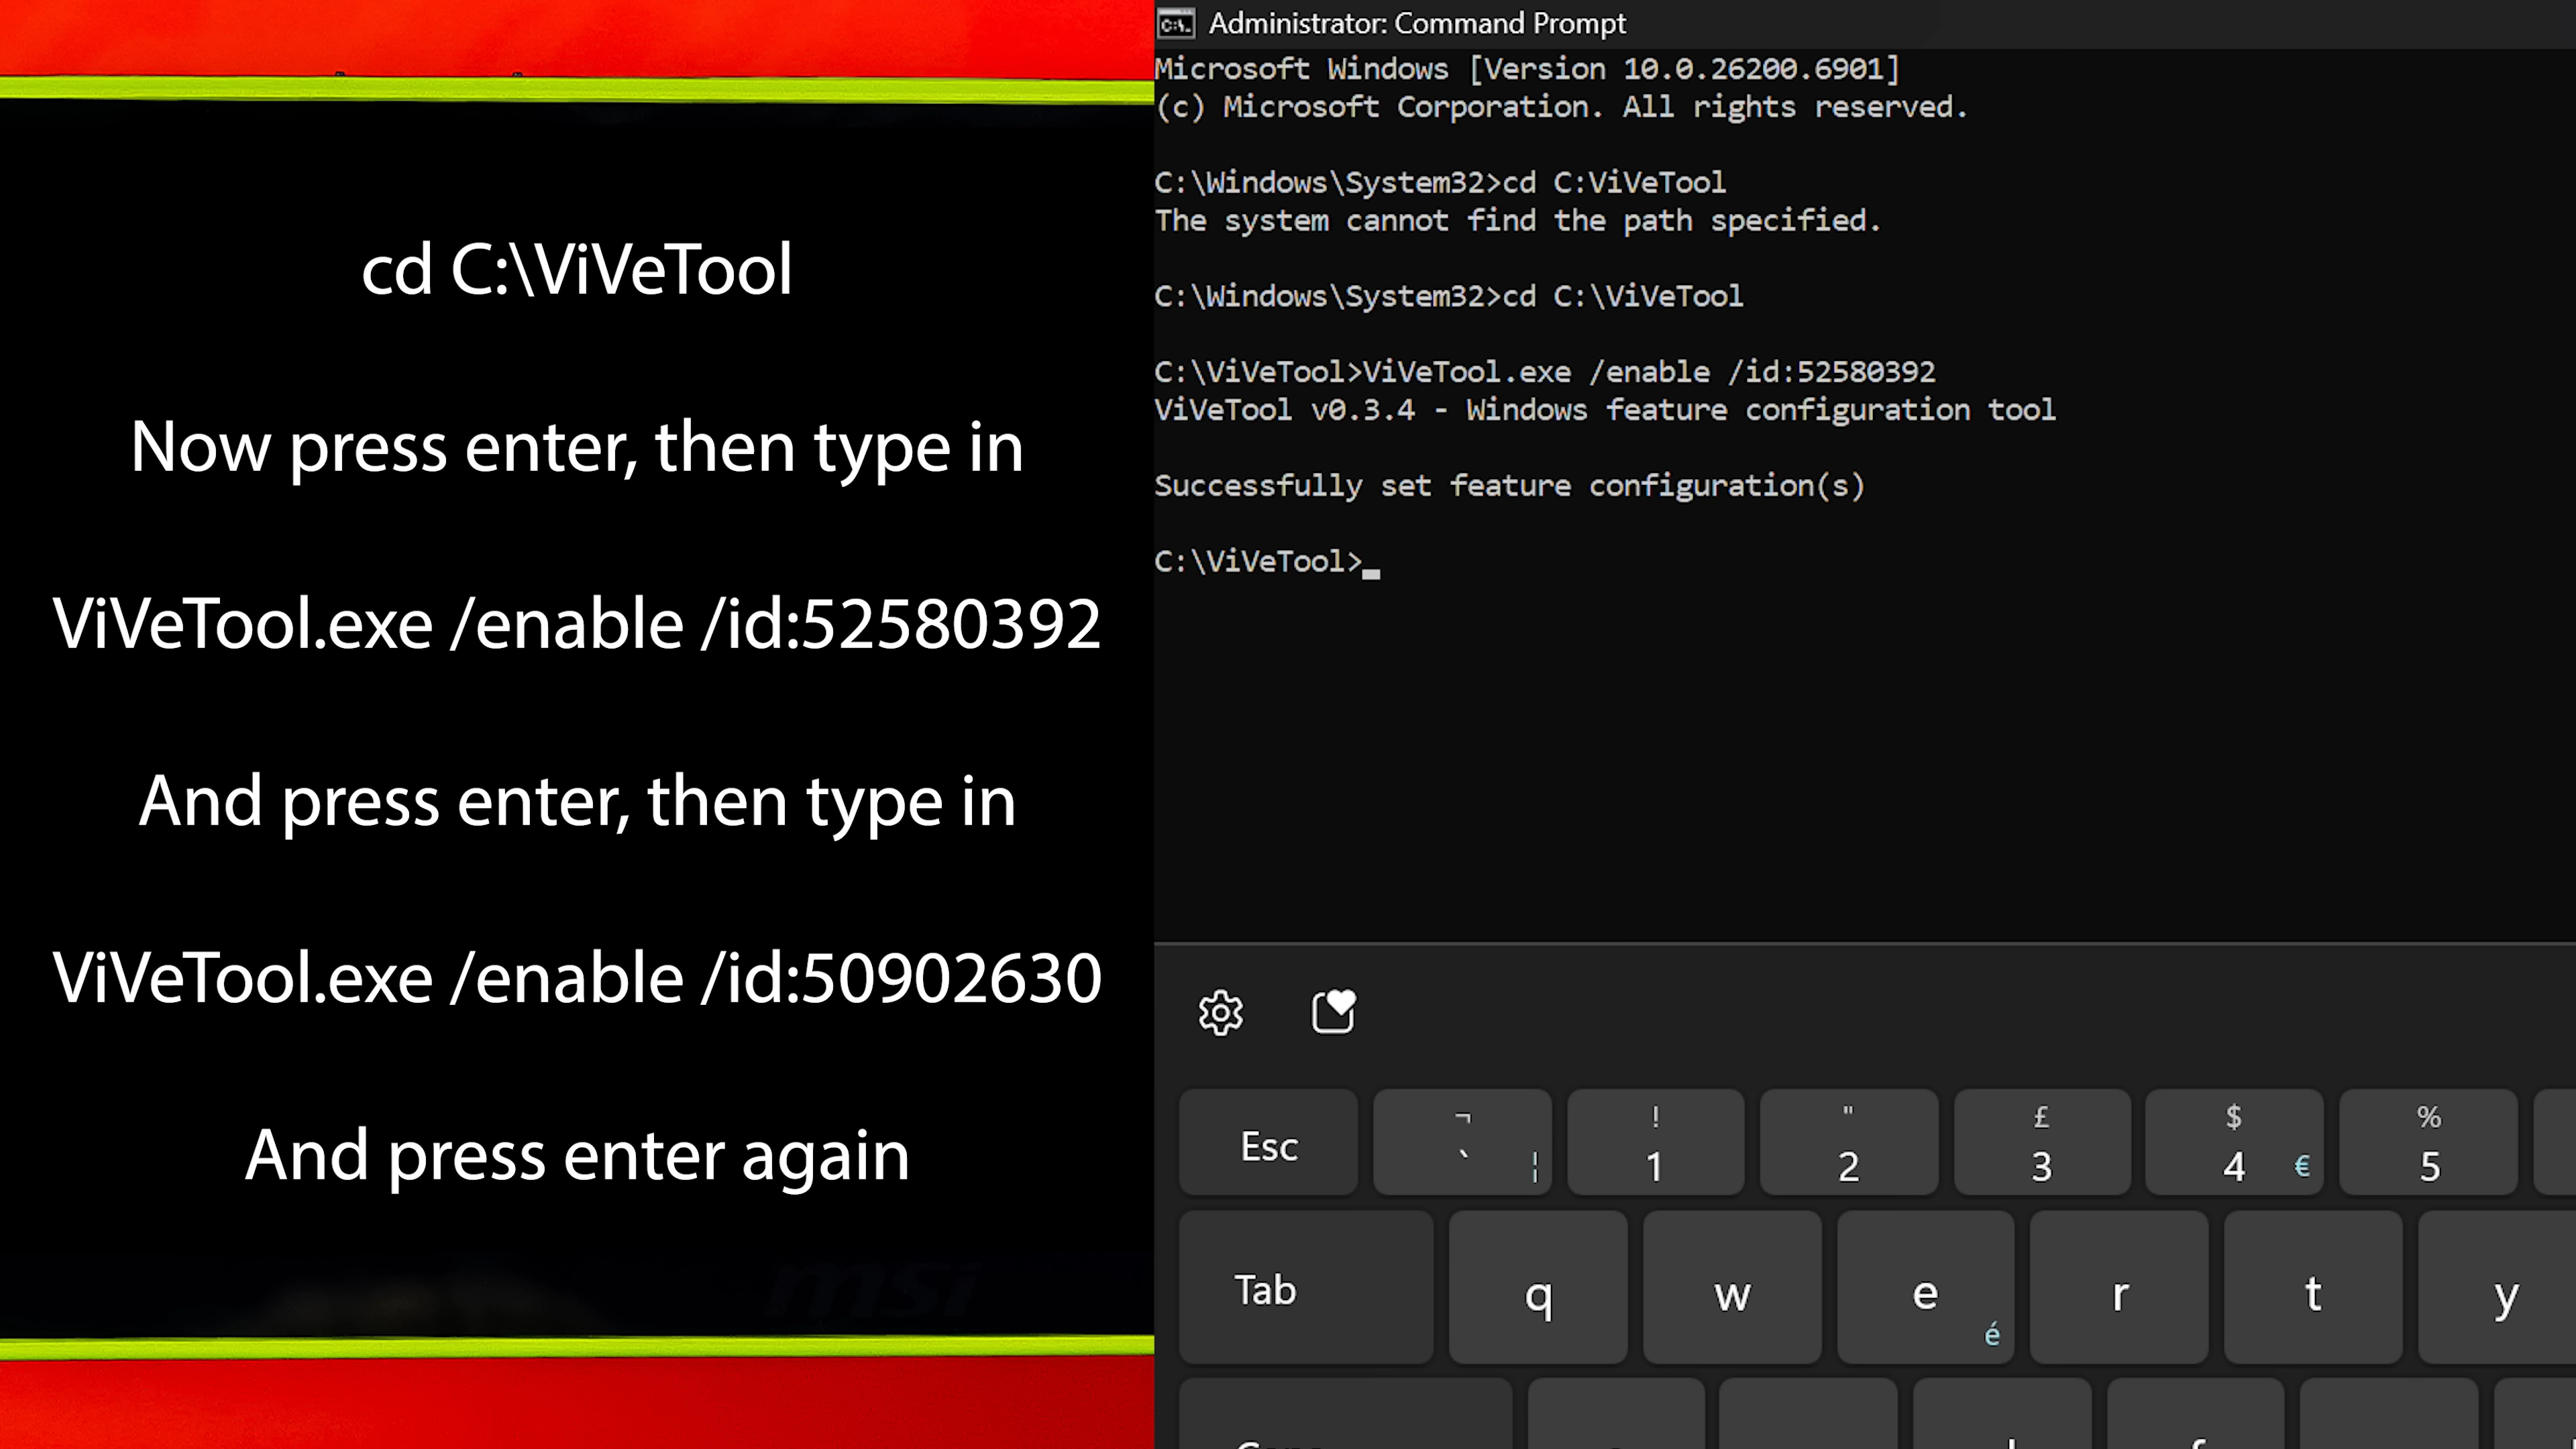 cd C:\ViVeTool
Now press enter, then type in
ViVeTool.exe /enable /id:52580392
And press enter, then type in
ViVeTool.exe /enable /id:50902630
And press enter again
msi
Administrator: Command Prompt
Microsoft Windows [Version 10.0.26200.6901]
(c) Microsoft Corporation. All rights reserved.
C:\Windows\System32>cd C:ViVeTool
The system cannot find the path specified.
C:\Windows\System32>cd C:\ViVeTool
C:\ViVeTool>ViVeTool.exe /enable /id:52580392
ViVeTool v0.3.4 - Windows feature configuration tool
Successfully set feature configuration(s)
C:\ViVeTool>
Esc ¬ ` ¦ ! 1 " 2 £ 3 $ 4 € % 5
Tab q w e é r t y